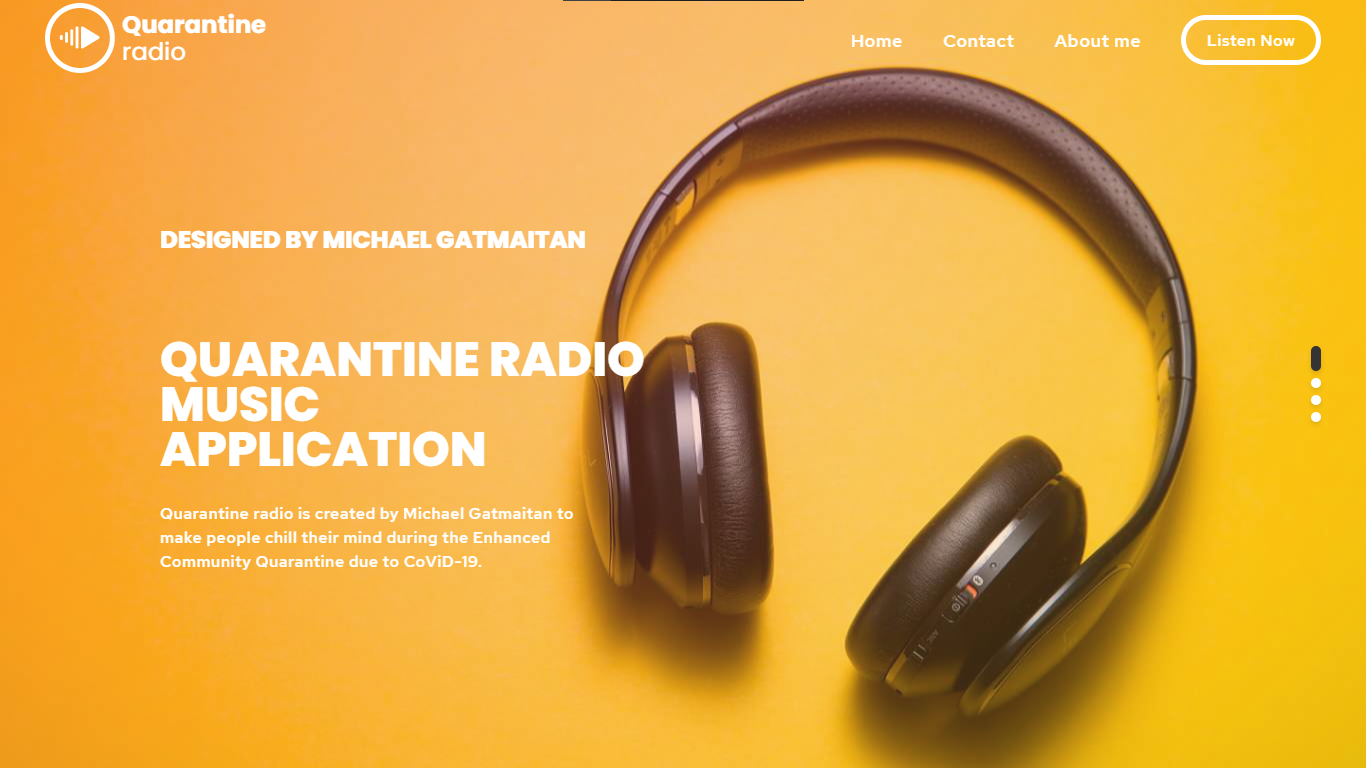 Quarantine
radio
Home
Contact
About me
Listen Now
DESIGNED BY MICHAEL GATMAITAN
QUARANTINE RADIO
MUSIC
APPLICATION
Quarantine radio is created by Michael Gatmaitan to
make people chill their mind during the Enhanced
Community Quarantine due to CoViD-19.